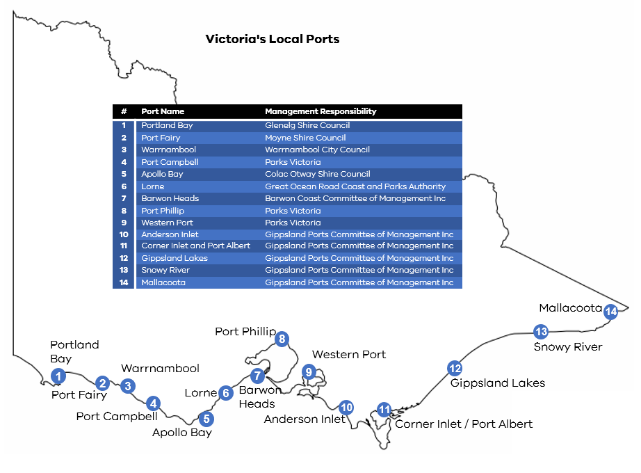 Victoria's Local Ports
# Port Name Management Responsibility
1 Portland Bay Glenelg Shire Council
2 Port Fairy Moyne Shire Council
3 Warrnambool Warrnambool City Council
4 Port Campbell Parks Victoria
5 Apollo Bay Colac Otway Shire Council
6 Lorne Great Ocean Road Coast and Parks Authority
7 Barwon Heads Barwon Coast Committee of Management Inc
8 Port Phillip Parks Victoria
9 Western Port Parks Victoria
10 Anderson Inlet Gippsland Ports Committee of Management Inc
11 Corner Inlet and Port Albert Gippsland Ports Committee of Management Inc
12 Gippsland Lakes Gippsland Ports Committee of Management Inc
13 Snowy River Gippsland Ports Committee of Management Inc
14 Mallacoota Gippsland Ports Committee of Management Inc
Mallacoota 14
13
Snowy River
Port Phillip 8
Portland
Bay
1
Western Port
9
Warrnambool
2 3
Port Fairy
12
Gippsland Lakes
7
Barwon
Heads
Lorne 6
4
Port Campbell
5
Apollo Bay
10
Anderson Inlet
11
Corner Inlet / Port Albert